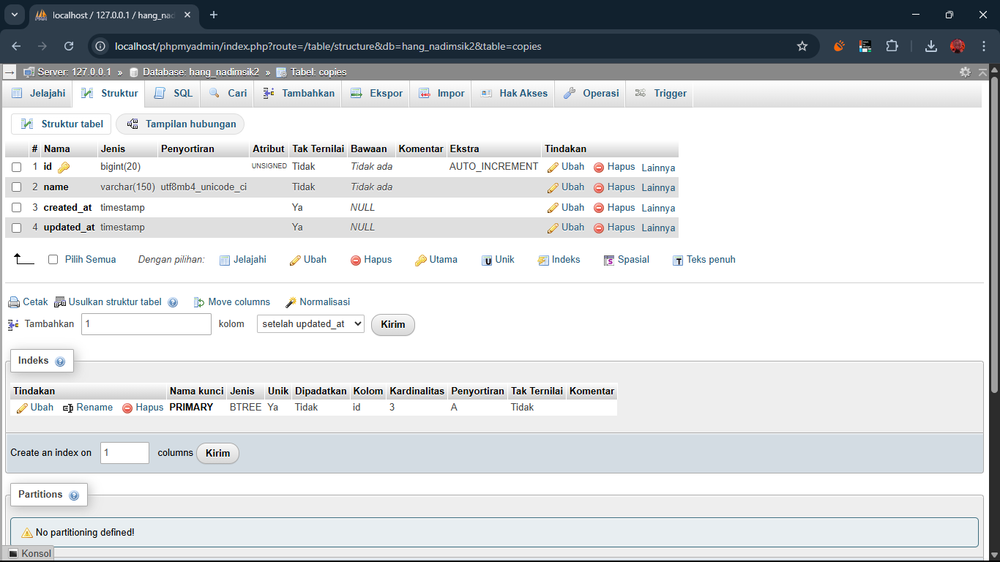 localhost / 127.0.0.1 / hang_nad
localhost/phpmyadmin/index.php?route=/table/structure&db=hang_nadimsik2&table=copies
Server: 127.0.0.1 » Database: hang_nadimsik2 » Tabel: copies
Jelajahi Struktur SQL Cari Tambahkan Ekspor Impor Hak Akses Operasi Trigger
Struktur tabel Tampilan hubungan
# Nama Jenis Penyortiran Atribut Tak Ternilai Bawaan Komentar Ekstra Tindakan
1 id bigint(20) UNSIGNED Tidak Tidak ada AUTO_INCREMENT Ubah Hapus Lainnya
2 name varchar(150) utf8mb4_unicode_ci Tidak Tidak ada Ubah Hapus Lainnya
3 created_at timestamp Ya NULL Ubah Hapus Lainnya
4 updated_at timestamp Ya NULL Ubah Hapus Lainnya
Pilih Semua Dengan pilihan: Jelajahi Ubah Hapus Utama Unik Indeks Spasial Teks penuh
Cetak Usulkan struktur tabel Move columns Normalisasi
Tambahkan 1 kolom setelah updated_at Kirim
Indeks
Tindakan Nama kunci Jenis Unik Dipadatkan Kolom Kardinalitas Penyortiran Tak Ternilai Komentar
Ubah Rename Hapus PRIMARY BTREE Ya Tidak id 3 A Tidak
Create an index on 1 columns Kirim
Partitions
No partitioning defined!
Konsol